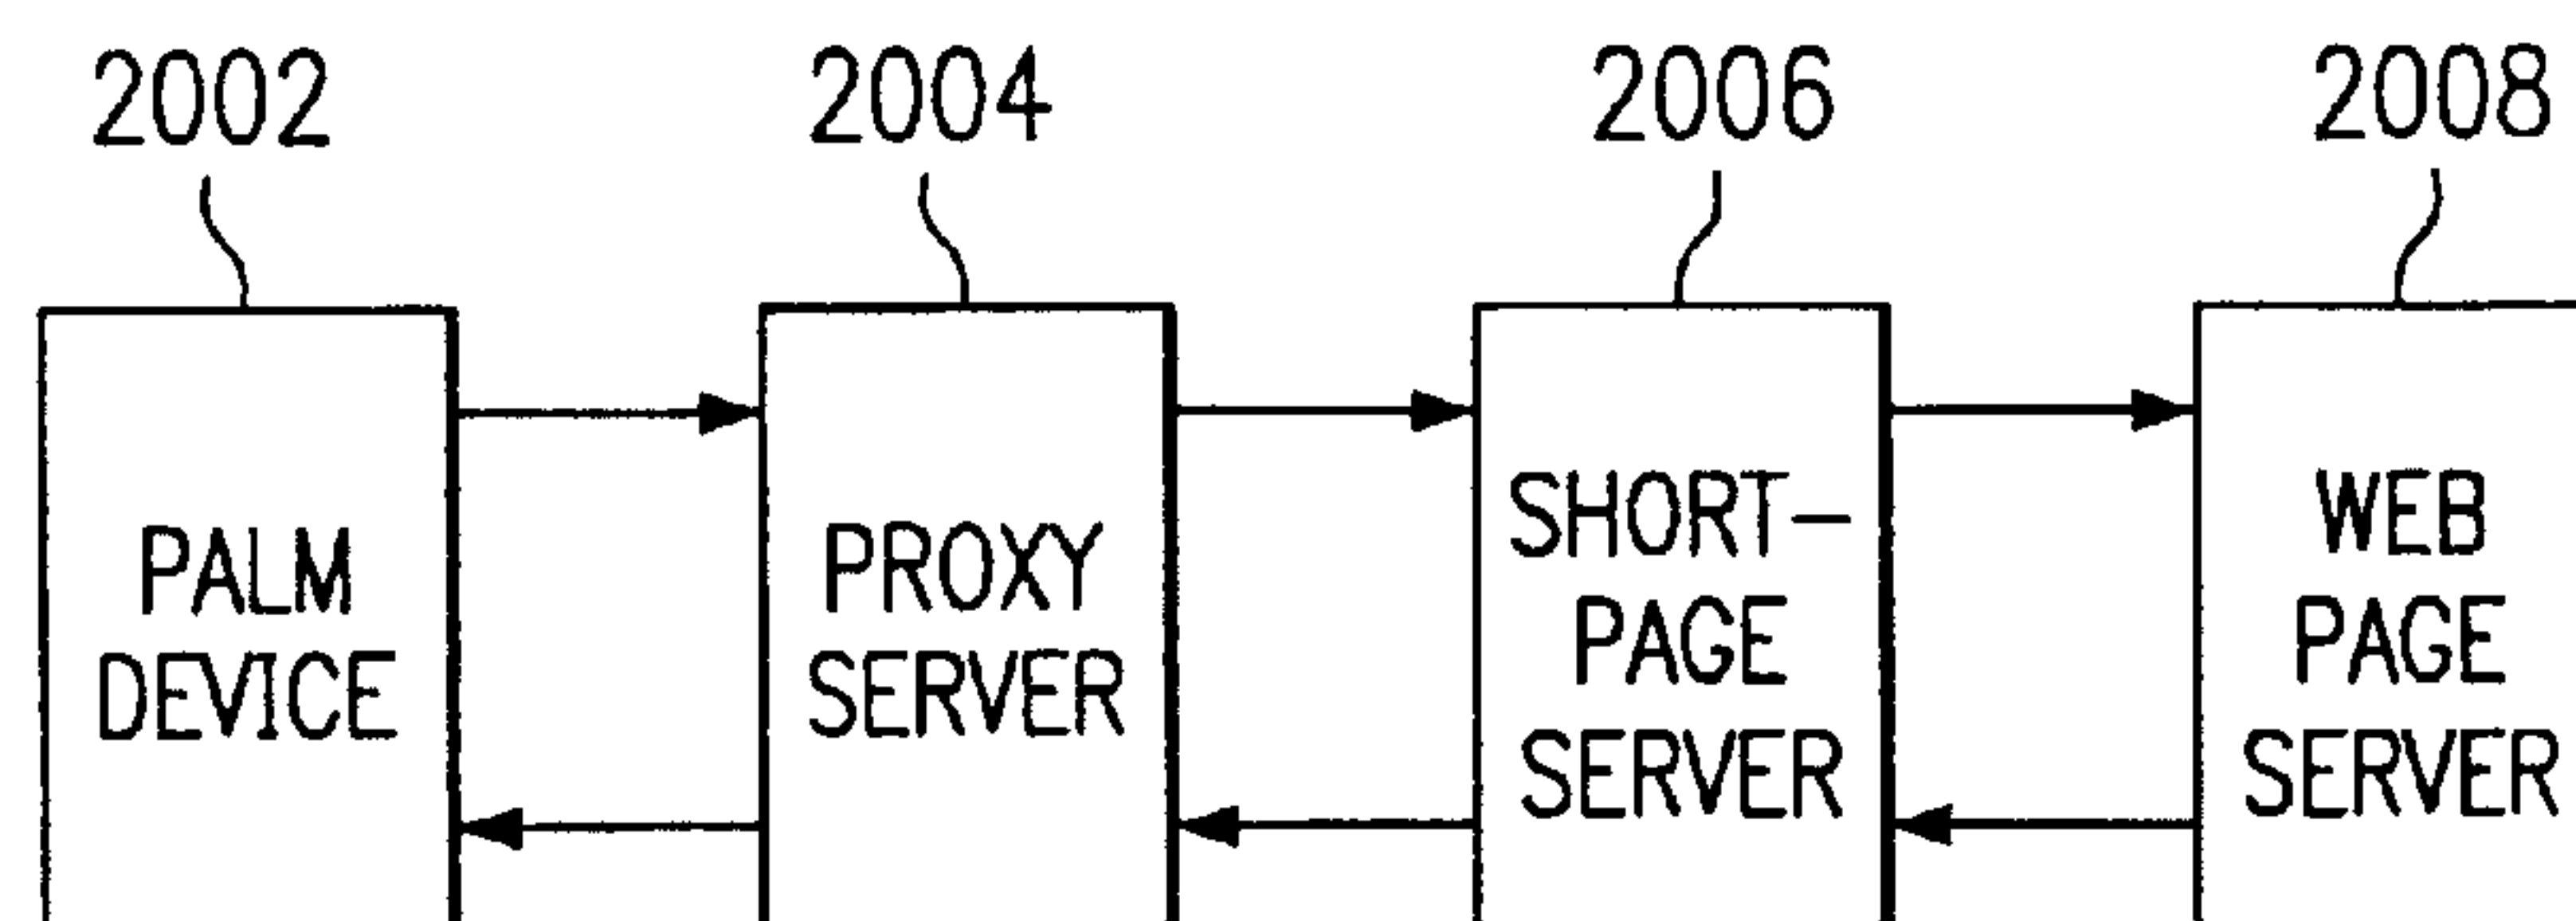 2002
2004
2006
2008
PALM
DEVICE
PROXY
SERVER
SHORT-
PAGE
SERVER
WEB
PAGE
SERVER